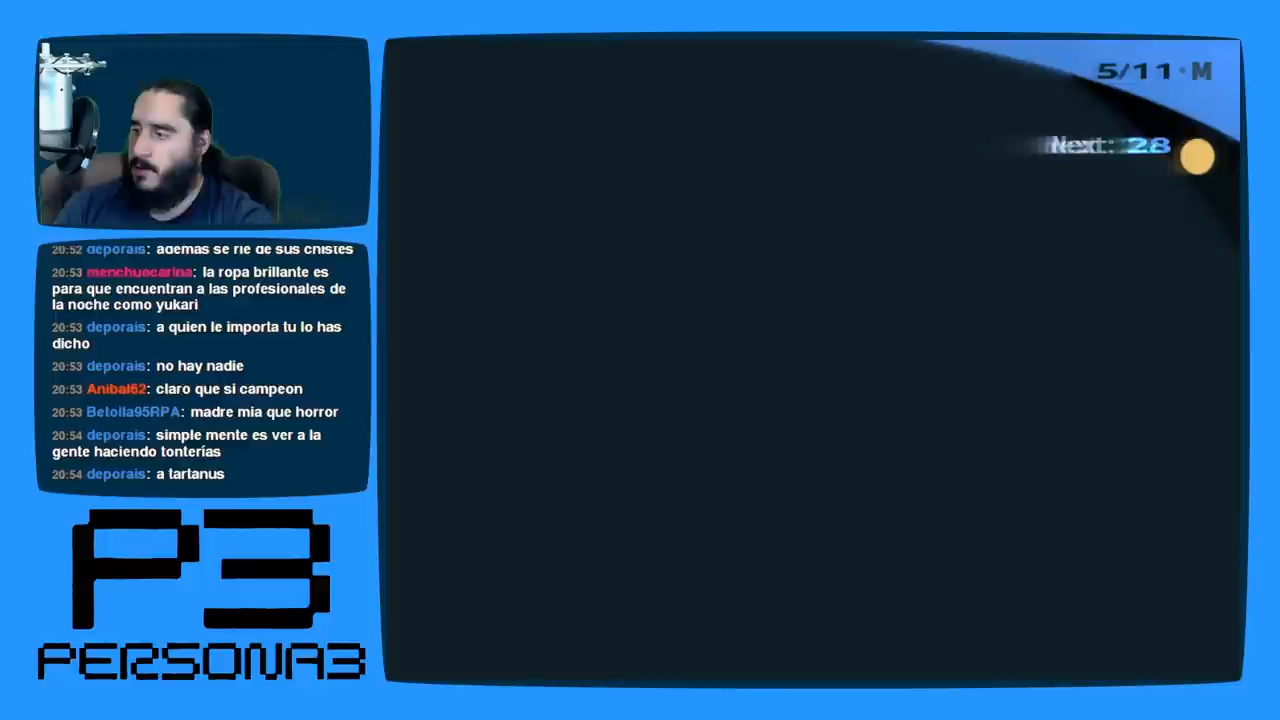 5/11·M
Next: 28
20:52 deporais: ademas se rie de sus chistes
20:53 menchuocarina: la ropa brillante es
para que encuentran a las profesionales de
la noche como yukari
20:53 deporais: a quien le importa tu lo has
dicho
20:53 deporais: no hay nadie
20:53 Anibal62: claro que si campeon
20:53 Betolla95RPA: madre mia que horror
20:54 deporais: simple mente es ver a la
gente haciendo tonterías
20:54 deporais: a tartanus
P3
PERSONA3